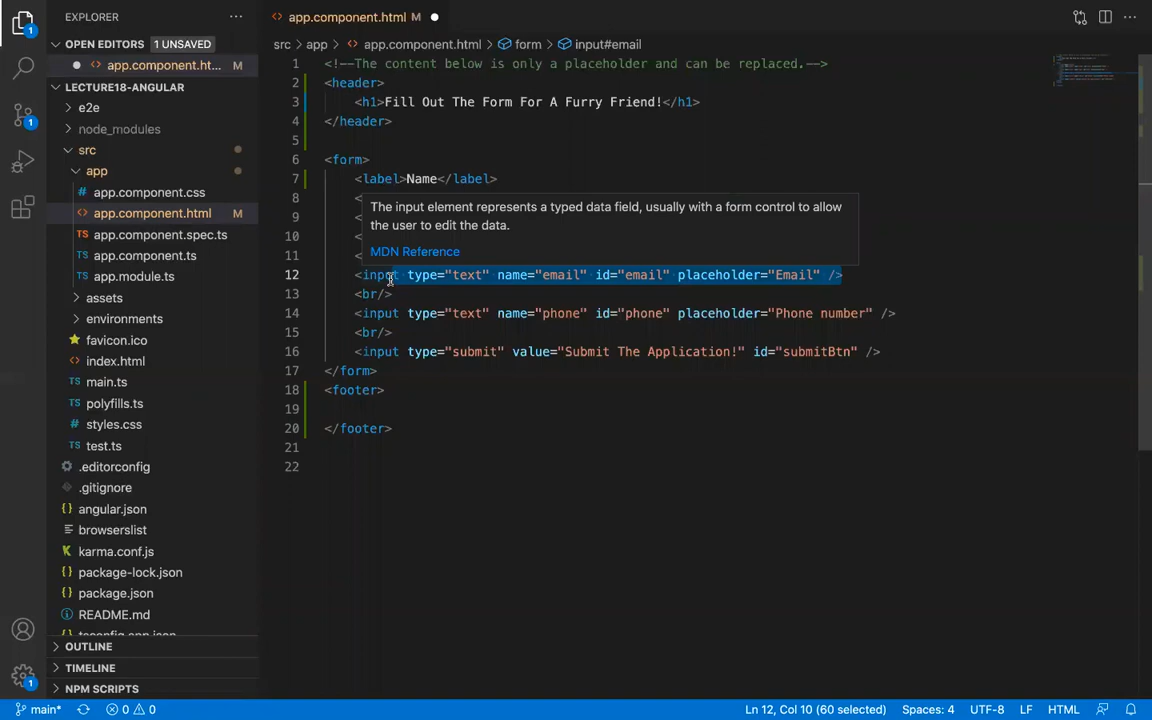 EXPLORER
OPEN EDITORS 1 UNSAVED
app.component.ht... M
LECTURE18-ANGULAR
e2e
node_modules
src
app
app.component.css
app.component.html M
app.component.spec.ts
app.component.ts
app.module.ts
assets
environments
favicon.ico
index.html
main.ts
polyfills.ts
styles.css
test.ts
.editorconfig
.gitignore
angular.json
browserslist
karma.conf.js
package-lock.json
package.json
README.md
tsconfig.app.json
OUTLINE
TIMELINE
NPM SCRIPTS
1
1
1
app.component.html M
src > app > app.component.html > form > input#email
1 <!--The content below is only a placeholder and can be replaced.-->
2 <header>
3 <h1>Fill Out The Form For A Furry Friend!</h1>
4 </header>
5
6 <form>
7 <label>Name</label>
8
9
10
11
The input element represents a typed data field, usually with a form control to allow
the user to edit the data.
MDN Reference
12 <input type="text" name="email" id="email" placeholder="Email" />
13 <br/>
14 <input type="text" name="phone" id="phone" placeholder="Phone number" />
15 <br/>
16 <input type="submit" value="Submit The Application!" id="submitBtn" />
17 </form>
18 <footer>
19
20 </footer>
21
22
main* 0 0 Ln 12, Col 10 (60 selected) Spaces: 4 UTF-8 LF HTML